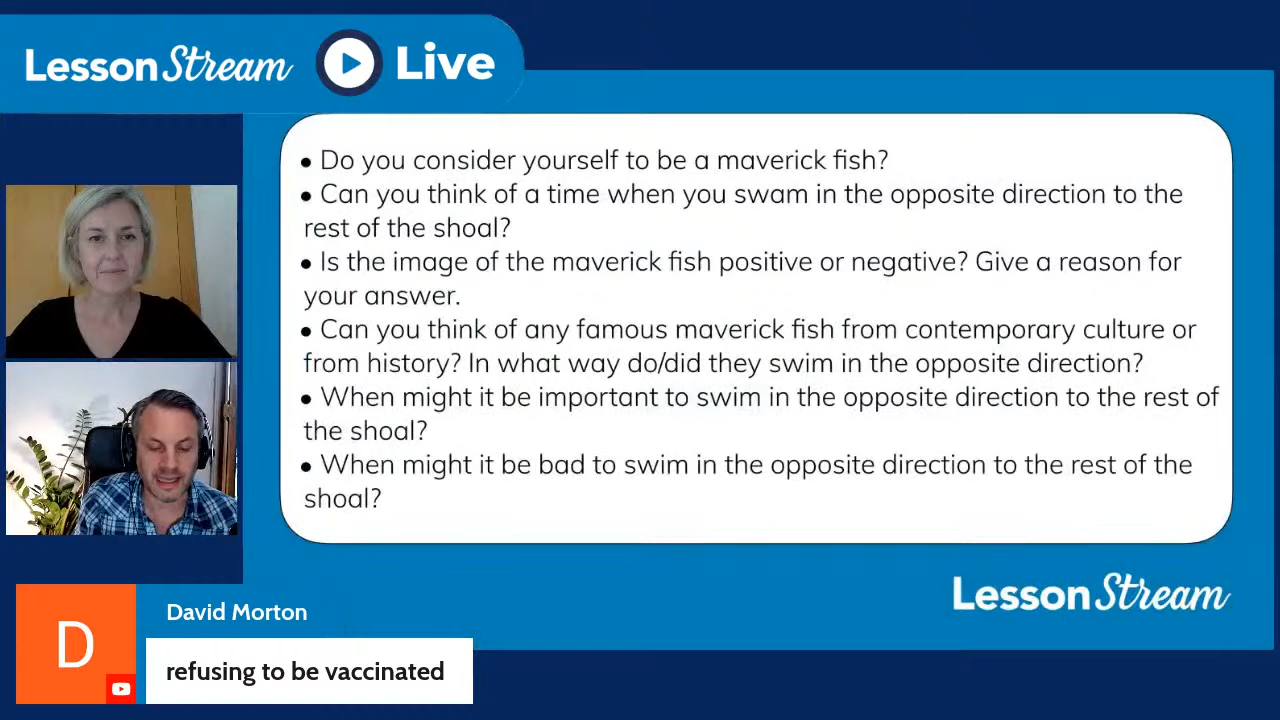 LessonStream Live
• Do you consider yourself to be a maverick fish?
• Can you think of a time when you swam in the opposite direction to the
rest of the shoal?
• Is the image of the maverick fish positive or negative? Give a reason for
your answer.
• Can you think of any famous maverick fish from contemporary culture or
from history? In what way do/did they swim in the opposite direction?
• When might it be important to swim in the opposite direction to the rest of
the shoal?
• When might it be bad to swim in the opposite direction to the rest of the
shoal?
LessonStream
D
David Morton
refusing to be vaccinated